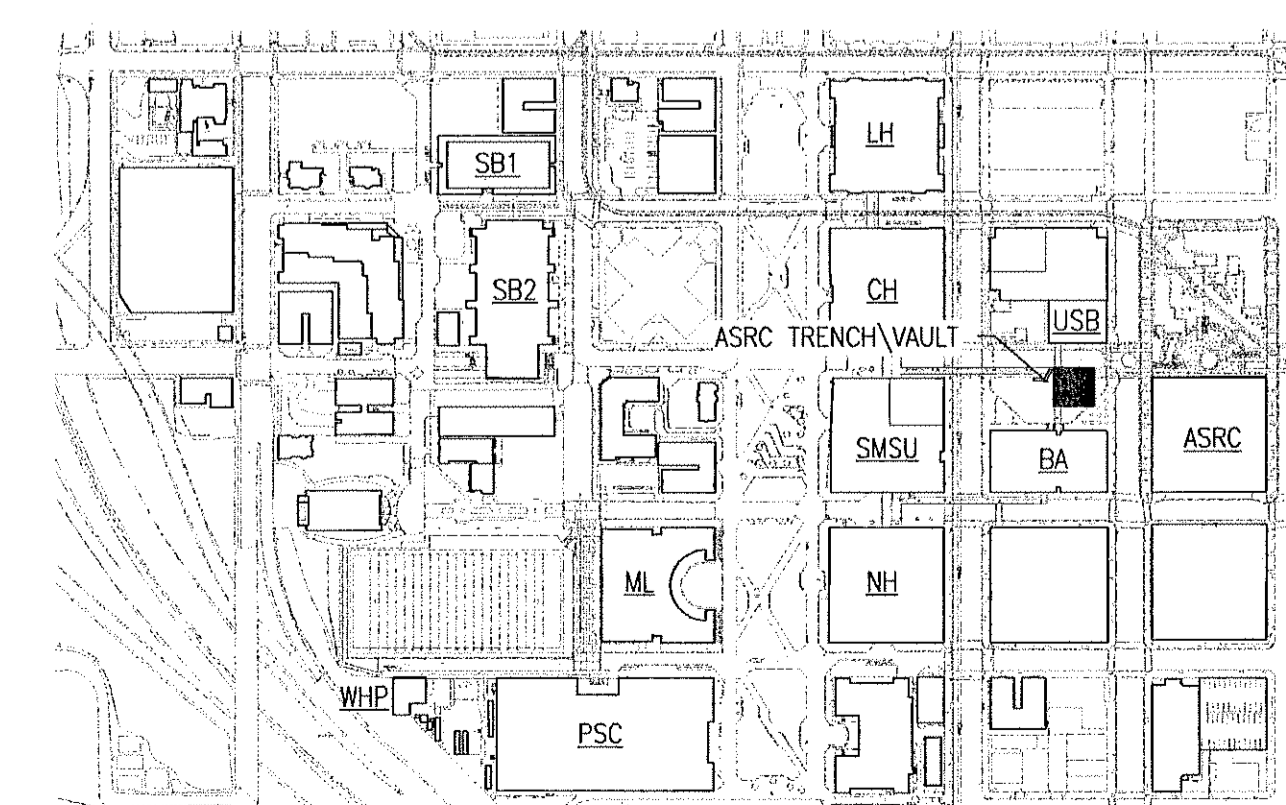 LH
SB1
SB2
CH
USB
ASRC TRENCH\VAULT
SMSU
BA
ASRC
ML
NH
WHP
PSC